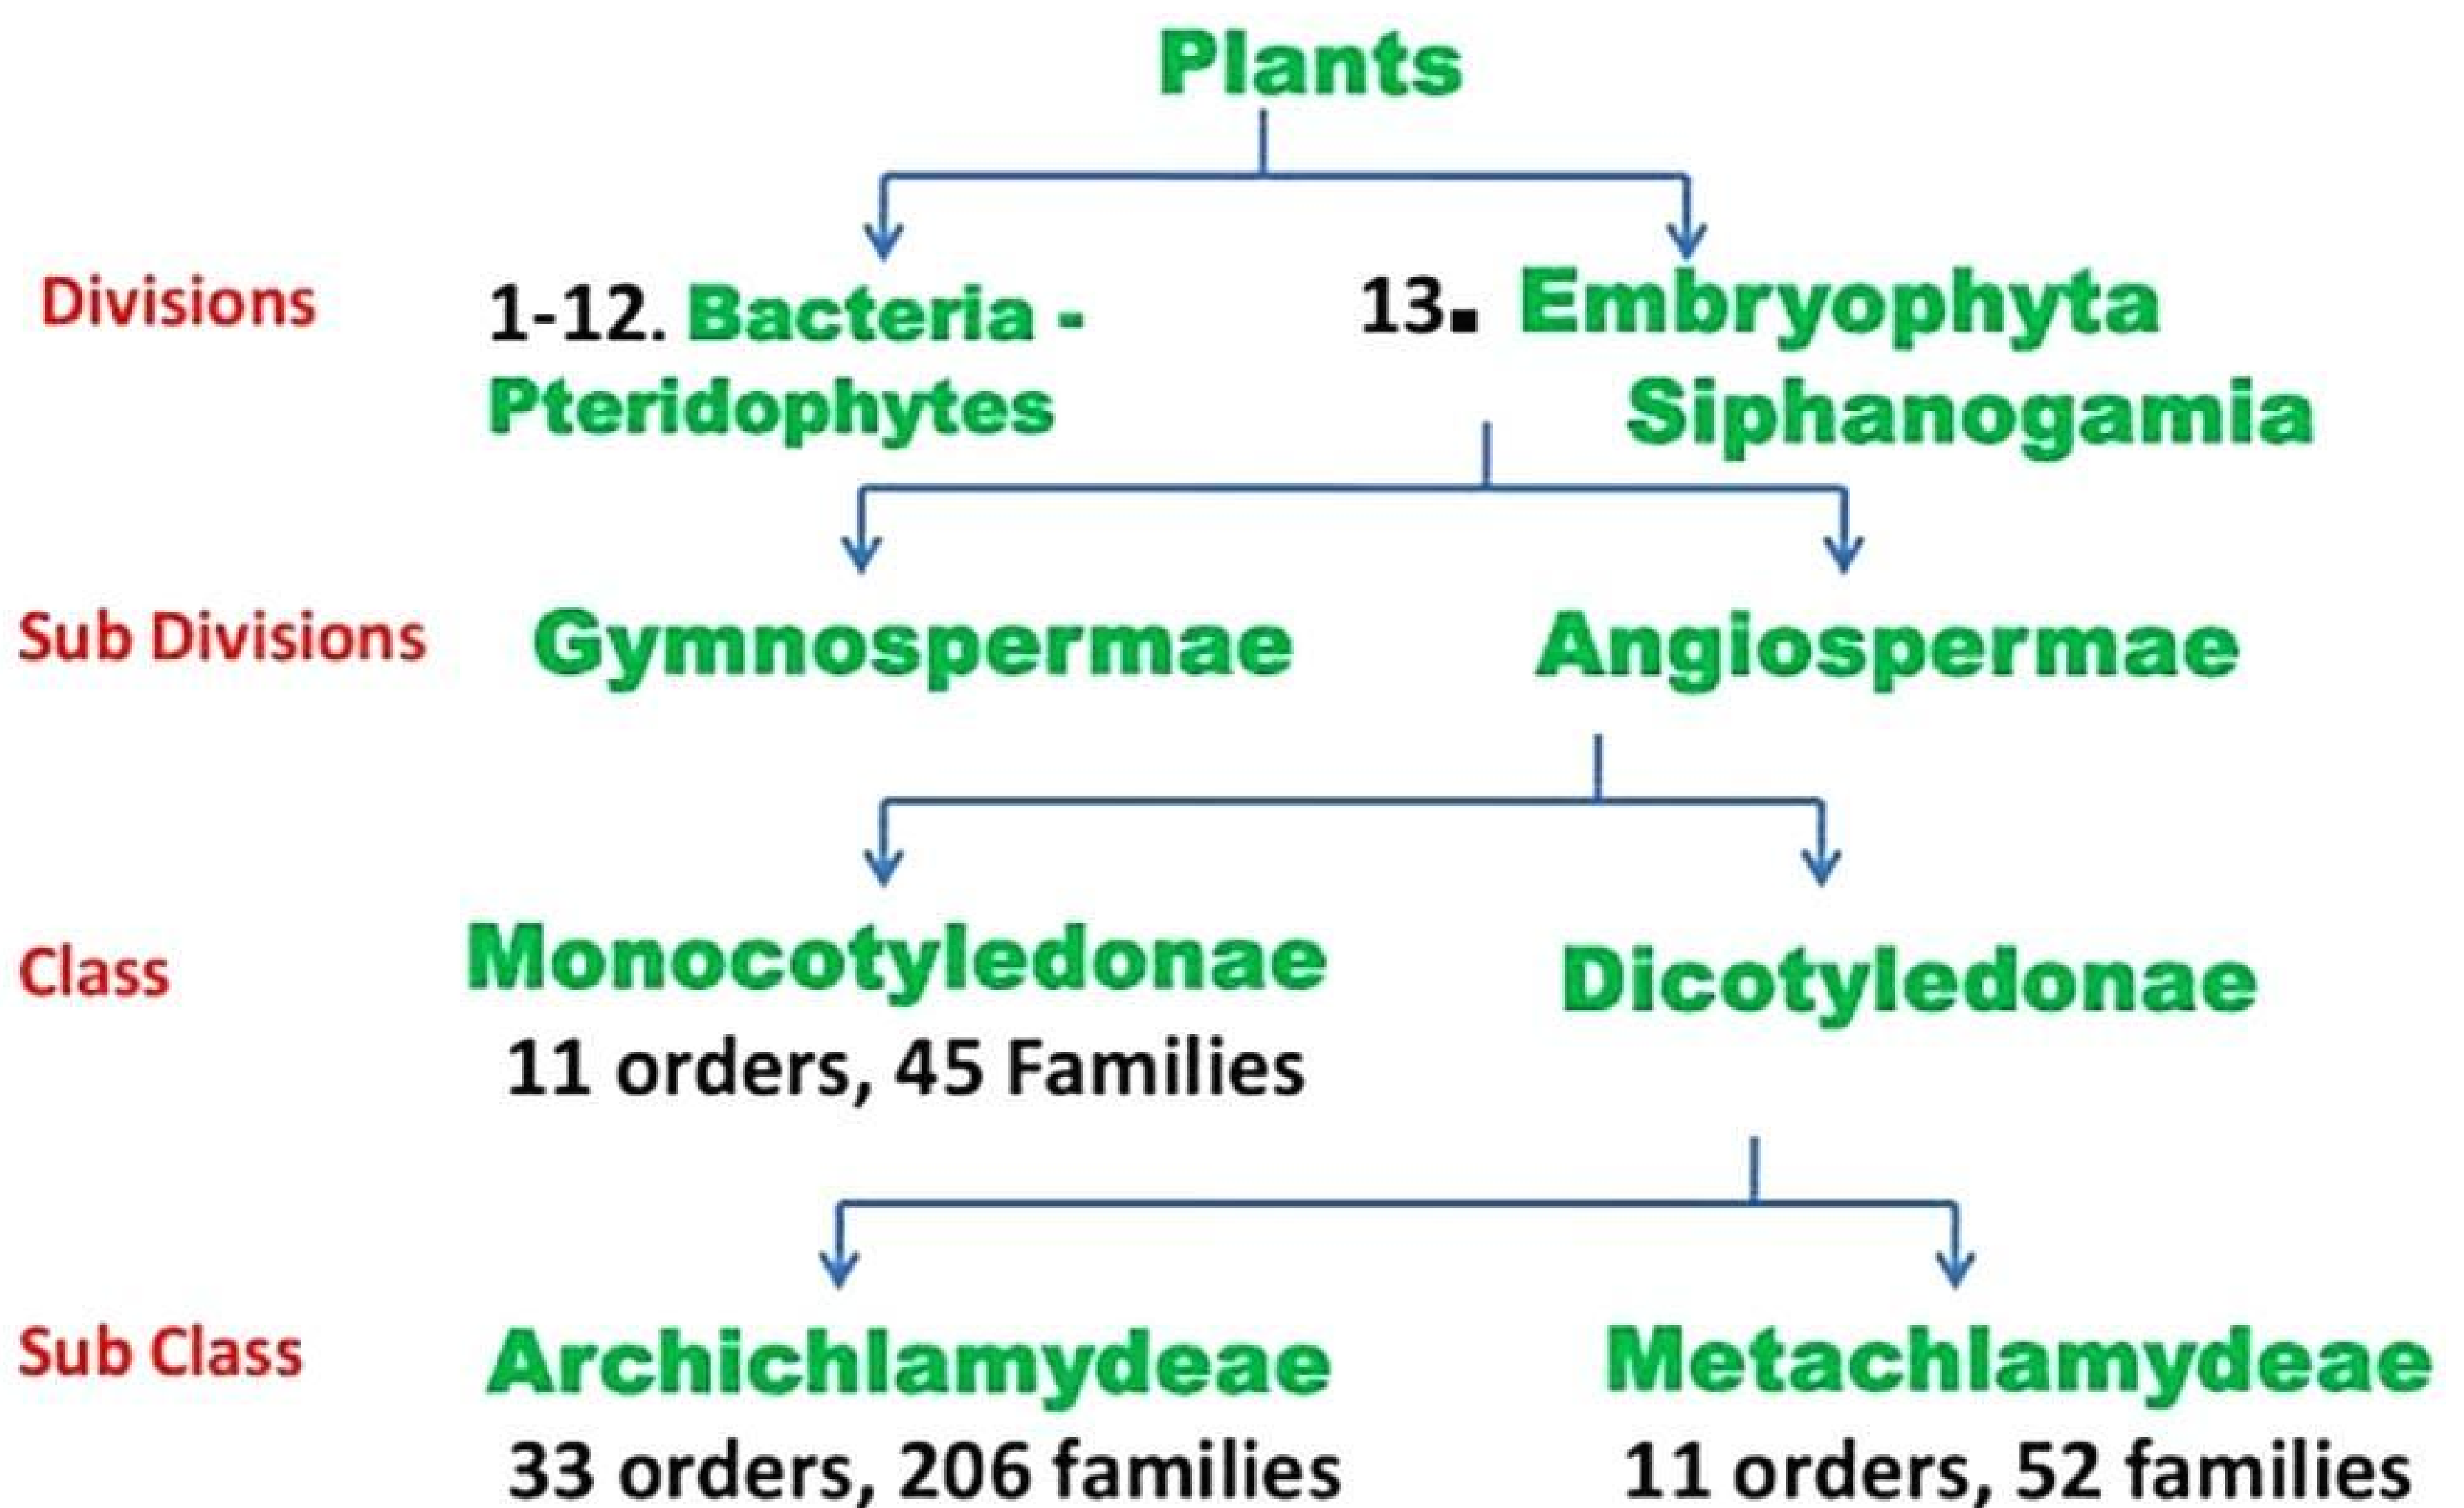 Plants
Divisions
1-12. Bacteria -
Pteridophytes
13. Embryophyta
Siphanogamia
Sub Divisions
Gymnospermae
Angiospermae
Class
Monocotyledonae
11 orders, 45 Families
Dicotyledonae
Sub Class
Archichlamydeae
33 orders, 206 families
Metachlamydeae
11 orders, 52 families